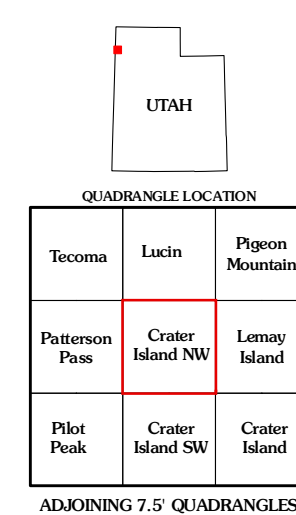 UTAH
QUADRANGLE LOCATION
Tecoma
Lucin
Pigeon
Mountain
Patterson
Pass
Crater
Island NW
Lemay
Island
Pilot
Peak
Crater
Island SW
Crater
Island
ADJOINING 7.5' QUADRANGLES